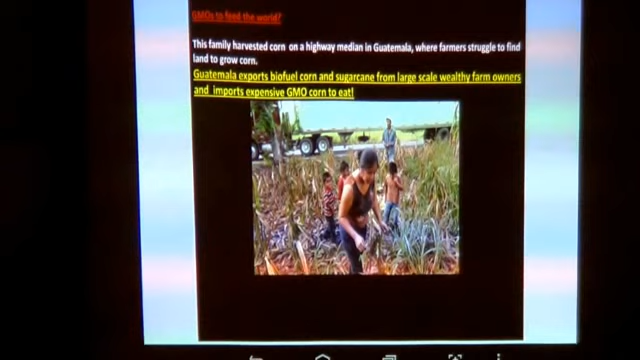 GMOs to feed the world?
This family harvested corn on a highway median in Guatemala, where farmers struggle to find
land to grow corn.
Guatemala exports biofuel corn and sugarcane from large scale wealthy farm owners
and imports expensive GMO corn to eat!